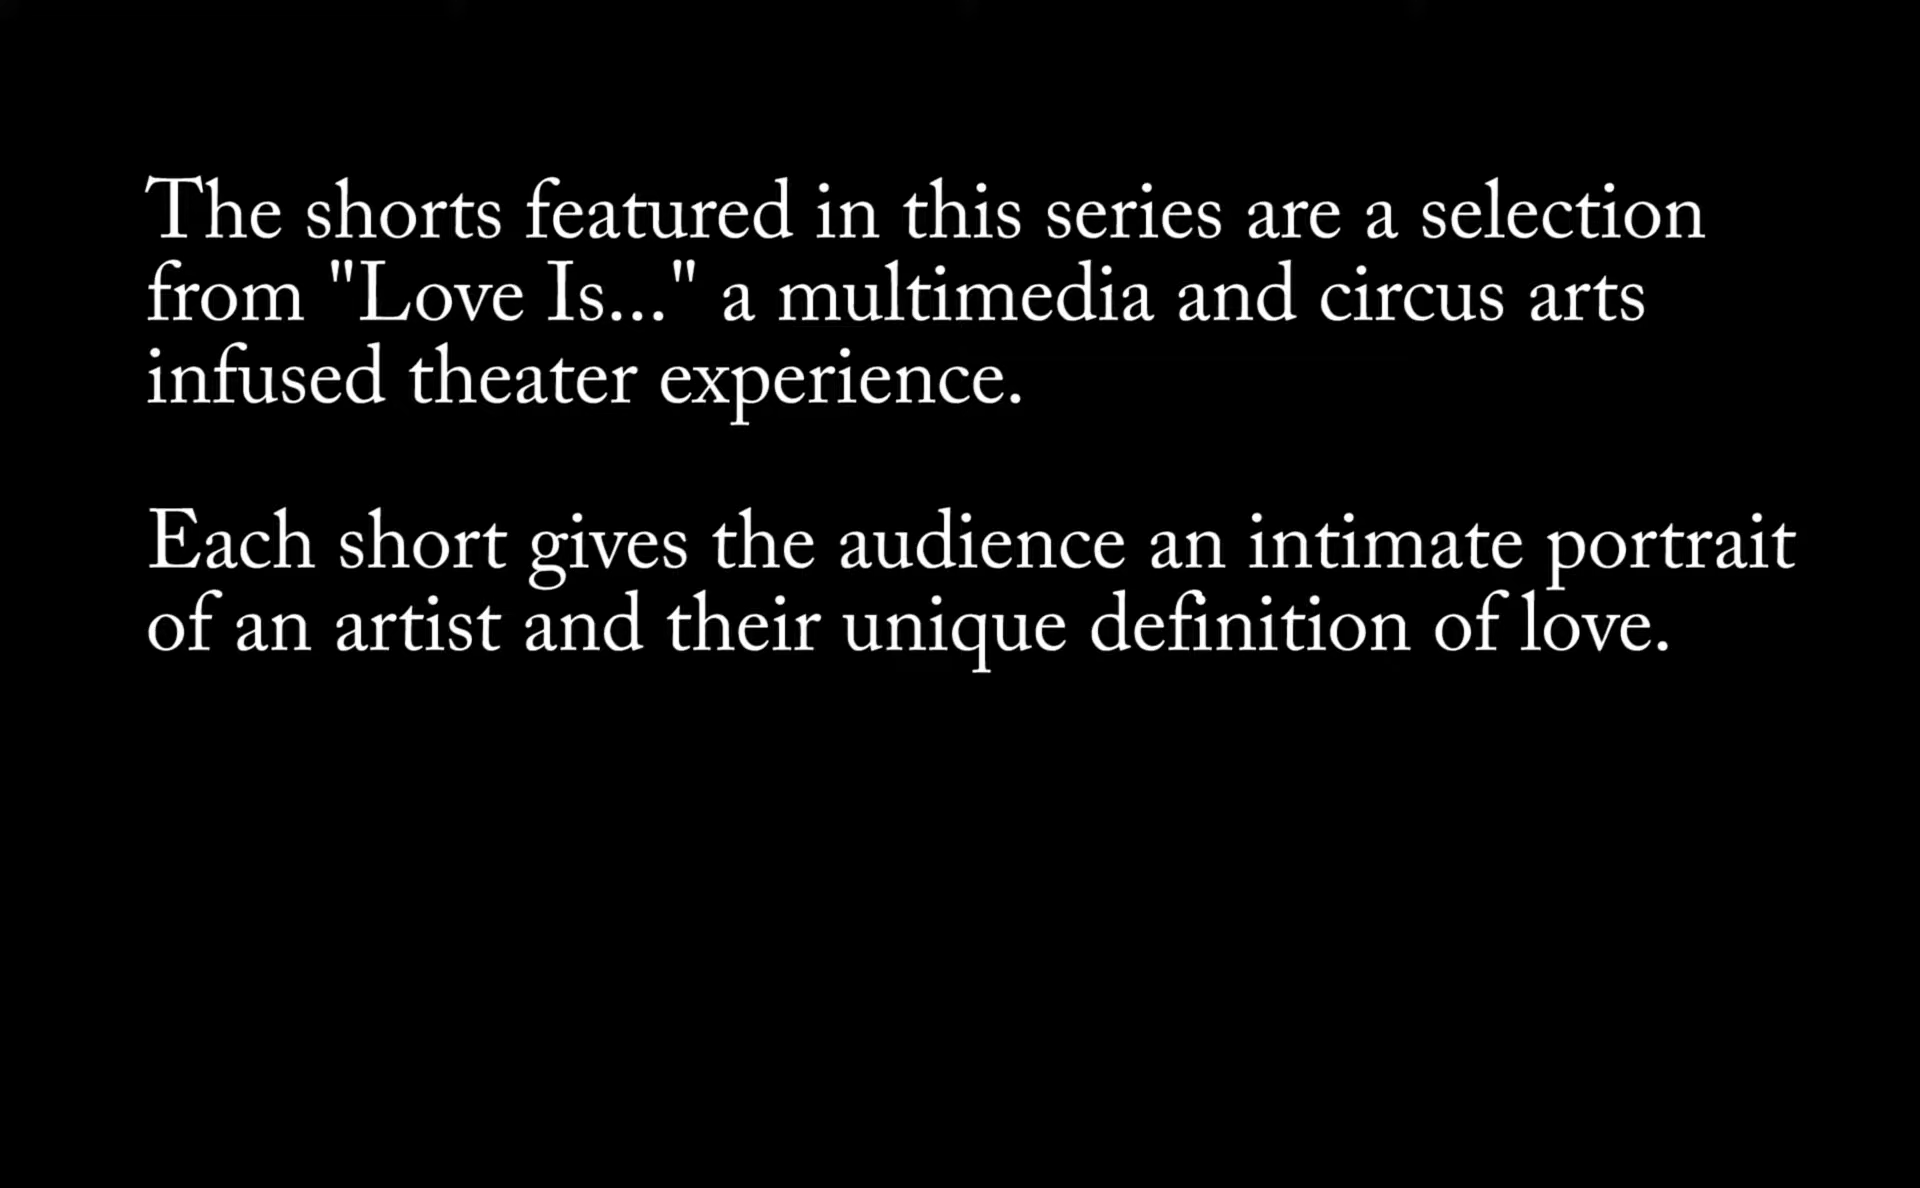 The shorts featured in this series are a selection
from "Love Is..." a multimedia and circus arts
infused theater experience.
Each short gives the audience an intimate portrait
of an artist and their unique definition of love.